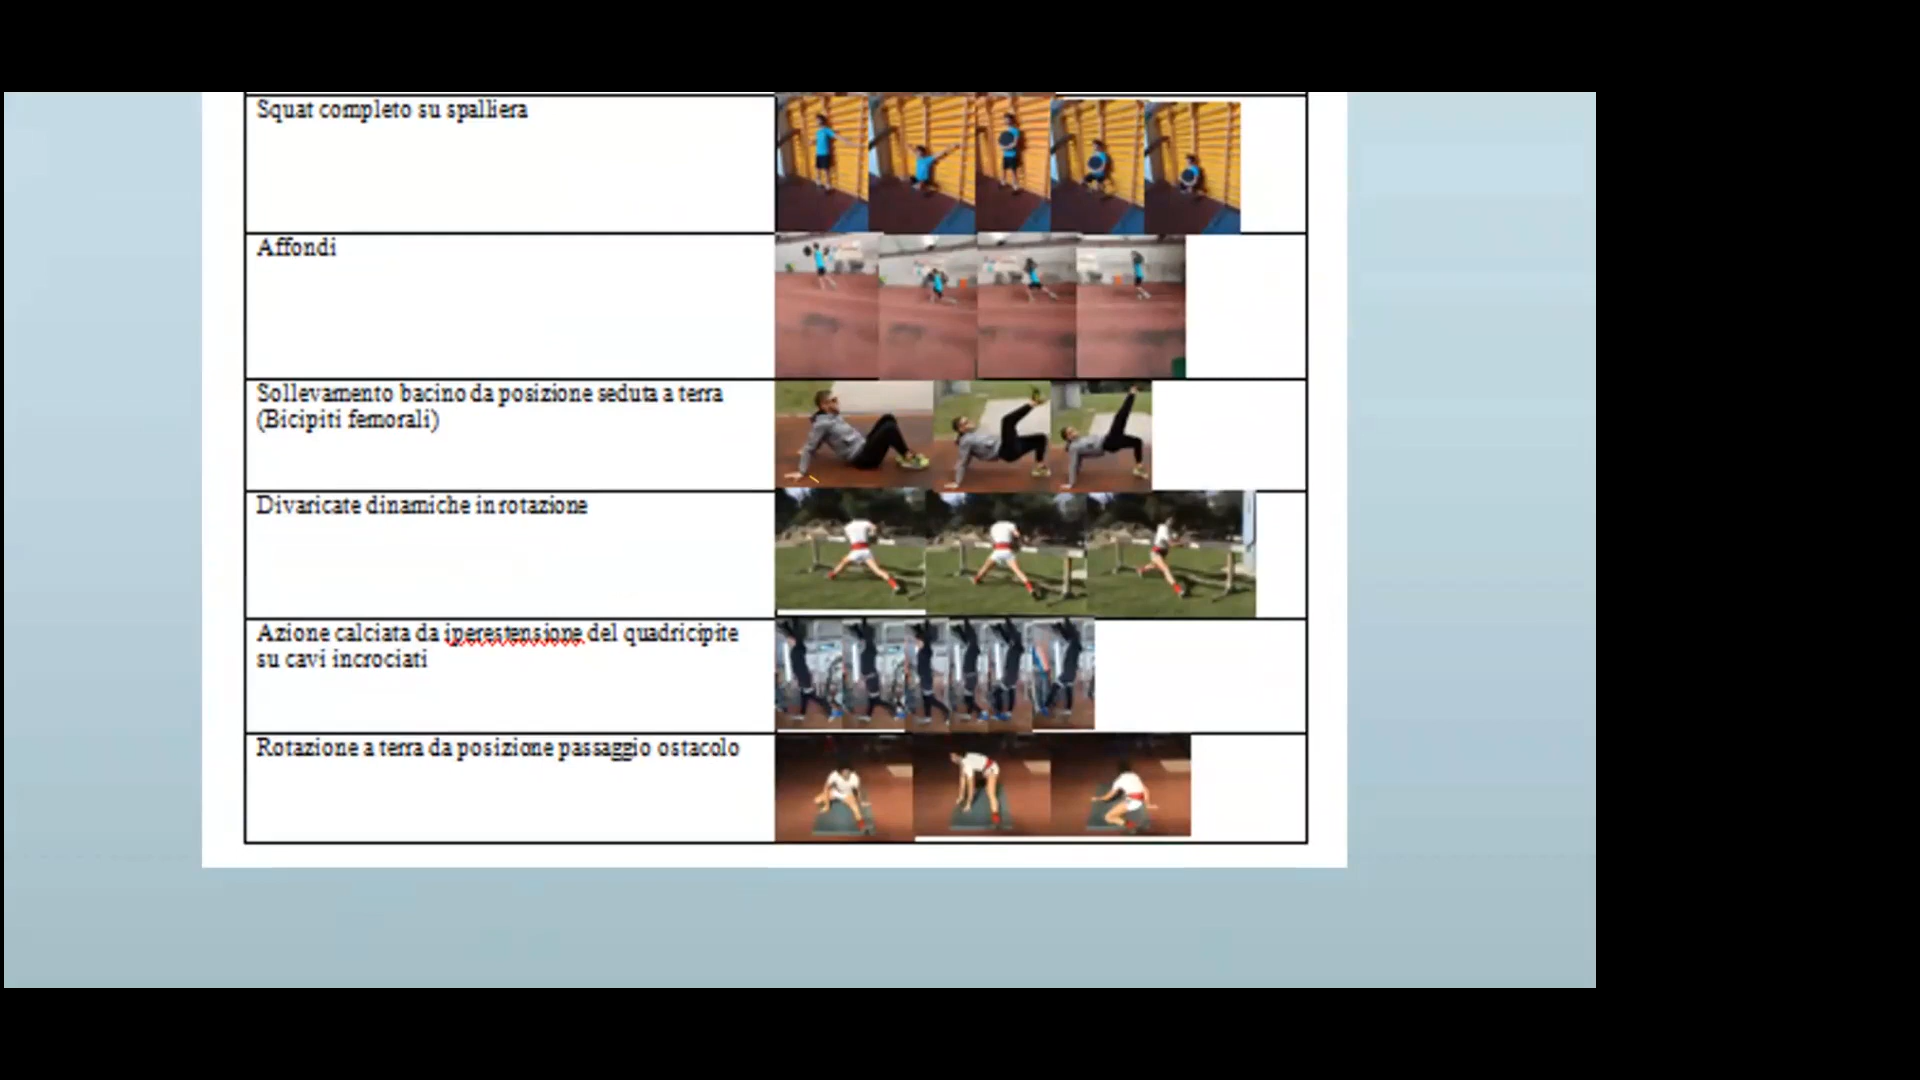 Squat completo su spalliera
Affondi
Sollevamento bacino da posizione seduta a terra
(Bicipiti femorali)
Divaricate dinamiche in rotazione
Azione calciata da iperestensione del quadricipite
su cavi incrociati
Rotazione a terra da posizione passaggio ostacolo